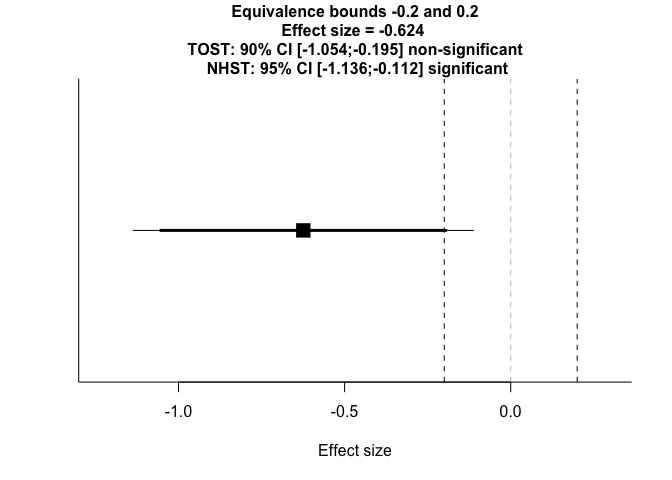 Equivalence bounds -0.2 and 0.2
Effect size = -0.624
TOST: 90% CI [-1.054;-0.195] non-significant
NHST: 95% CI [-1.136;-0.112] significant
-1.0 -0.5 0.0
Effect size